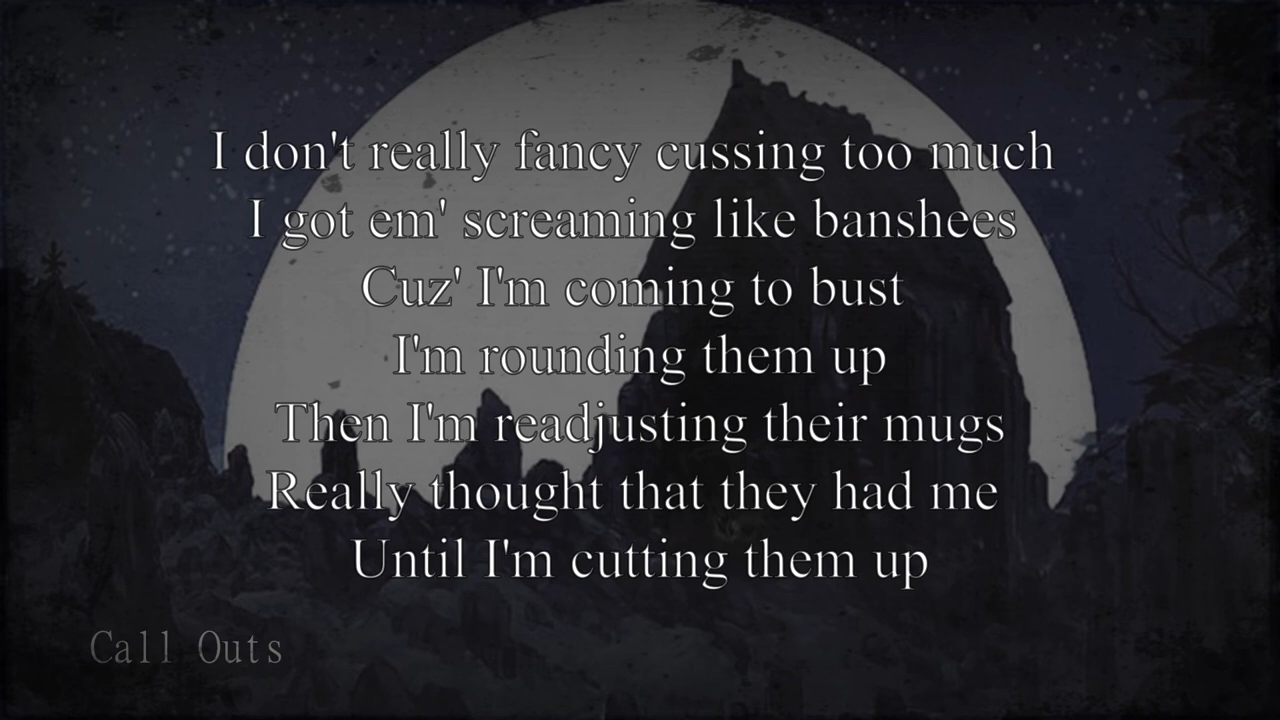 I don't really fancy cussing too much
I got em' screaming like banshees
Cuz' I'm coming to bust
I'm rounding them up
Then I'm readjusting their mugs
Really thought that they had me
Until I'm cutting them up
Call Outs